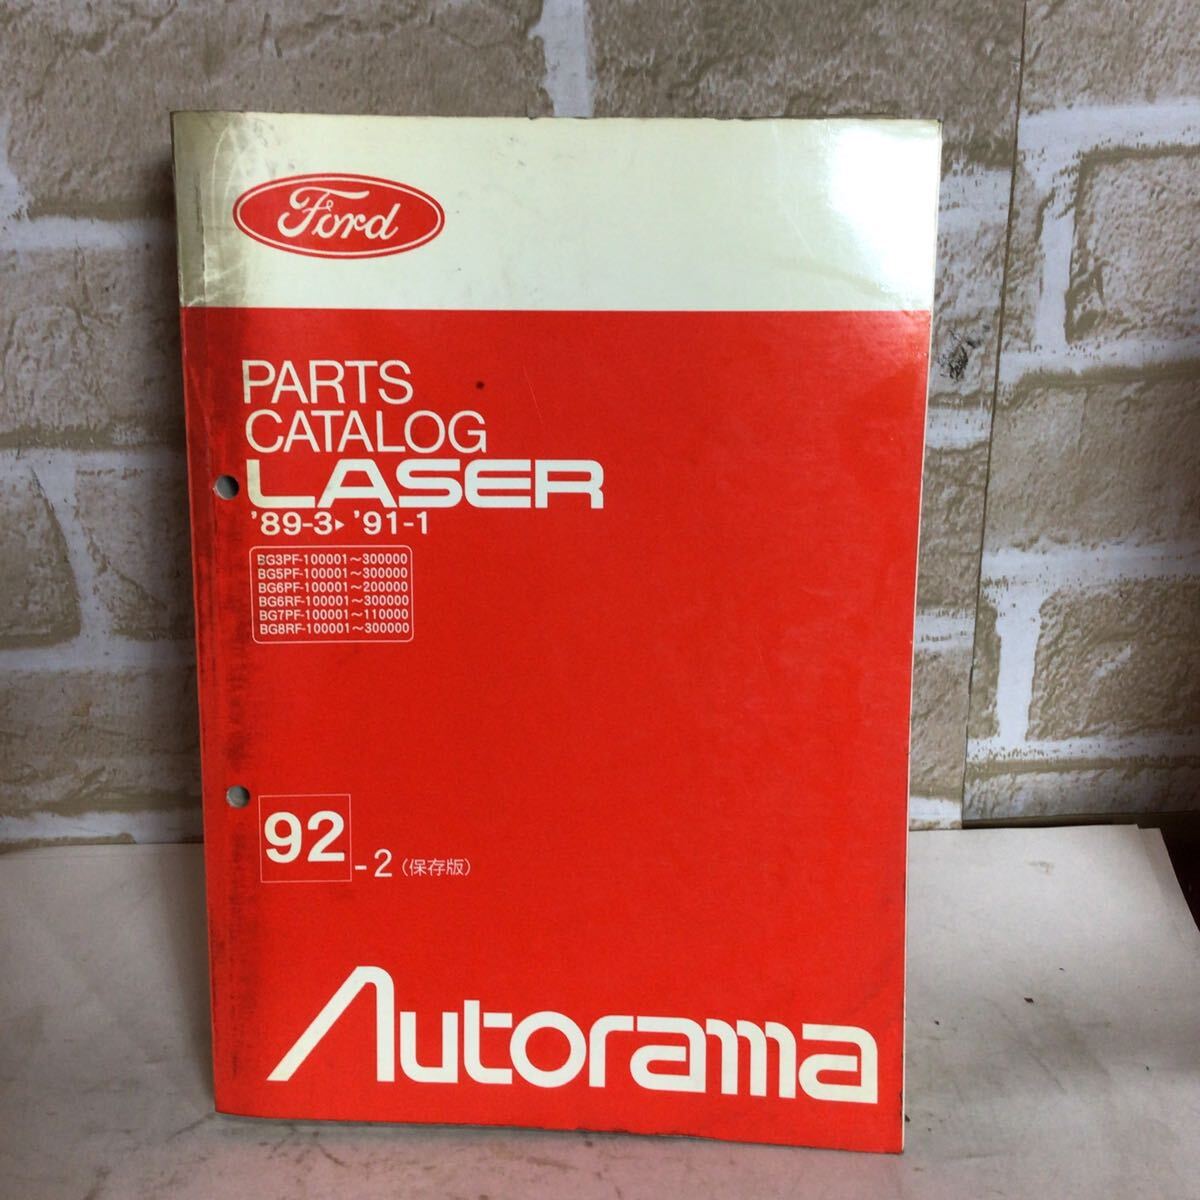 Ford
PARTS
CATALOG
LASER
'89-3▶'91-1
BG3PF-100001～300000
BG5PF-100001～300000
BG6PF-100001～200000
BG6RF-100001～300000
BG7PF-100001～110000
BG8RF-100001～300000
92-2（保存版）
Autorama